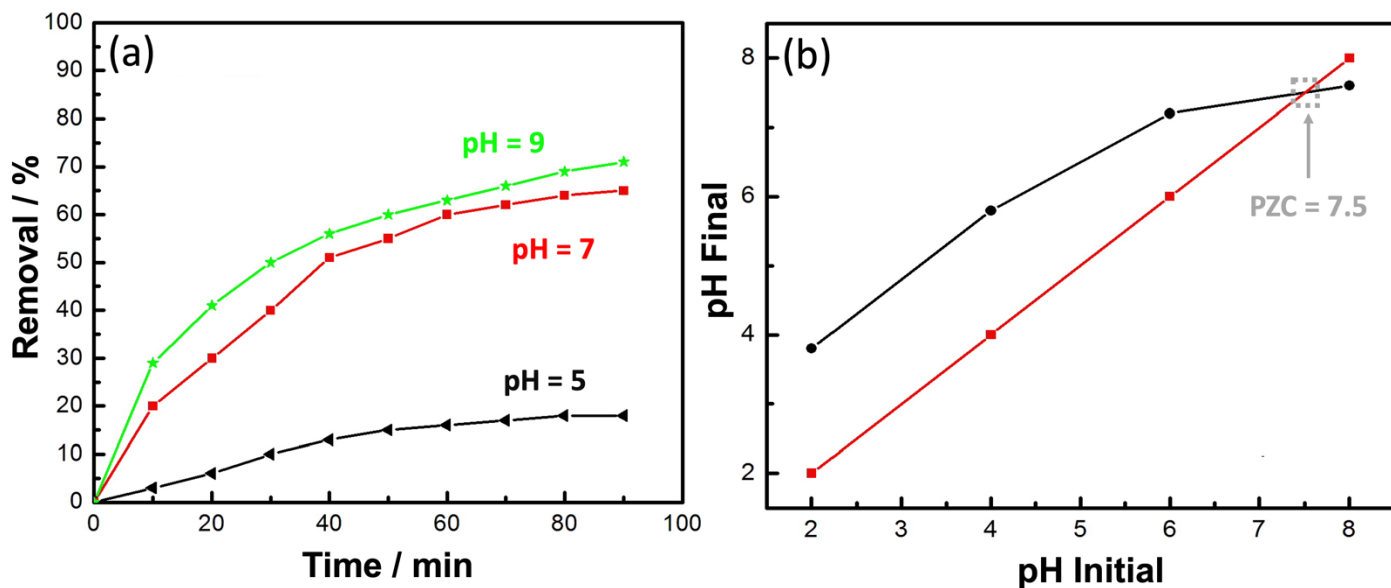 (a)
100
90
80
70
60
50
40
30
20
10
0
Removal / %
pH = 9
pH = 7
pH = 5
0
20
40
60
80
100
Time / min
(b)
8
6
4
2
pH Final
PZC = 7.5
2
3
4
5
6
7
8
pH Initial